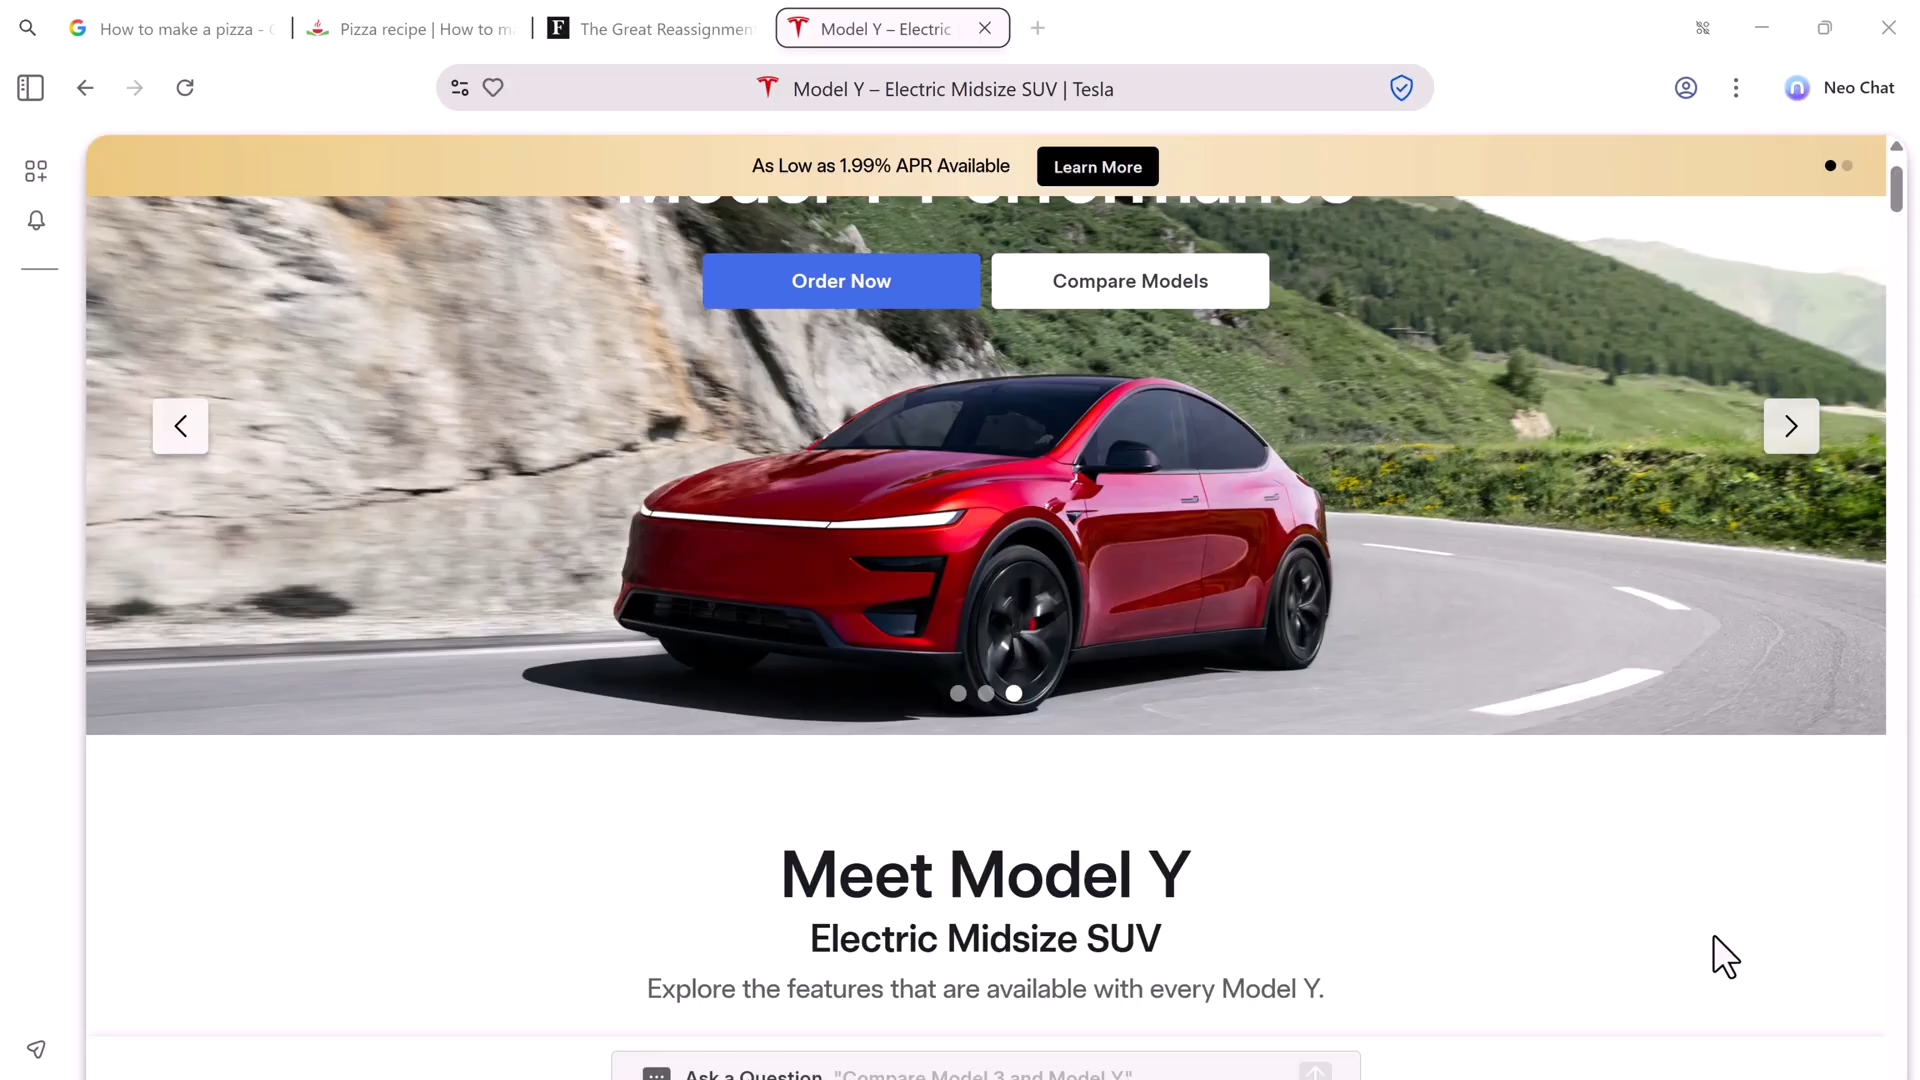 How to make a pizza -
Pizza recipe | How to m
The Great Reassignmen
Model Y – Electric
Model Y – Electric Midsize SUV | Tesla
Neo Chat
As Low as 1.99% APR Available
Learn More
Model Y Performance
Order Now
Compare Models
Meet Model Y
Electric Midsize SUV
Explore the features that are available with every Model Y.
Ask a Question "Compare Model 3 and Model Y"